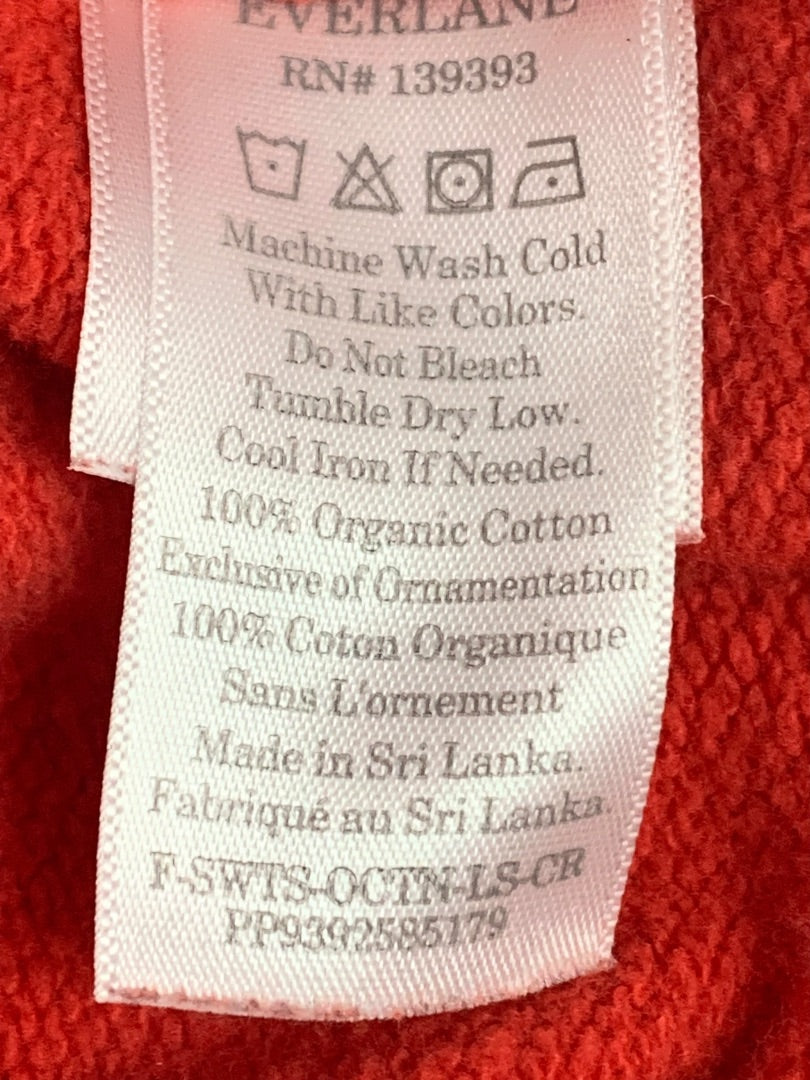 EVERLANE
RN# 139393
Machine Wash Cold
With Like Colors.
Do Not Bleach
Tumble Dry Low.
Cool Iron If Needed.
100% Organic Cotton
Exclusive of Ornamentation
100% Coton Organique
Sans L'ornement
Made in Sri Lanka.
Fabriqué au Sri Lanka.
F-SWTS-OCTN-LS-CR
PP9392585179